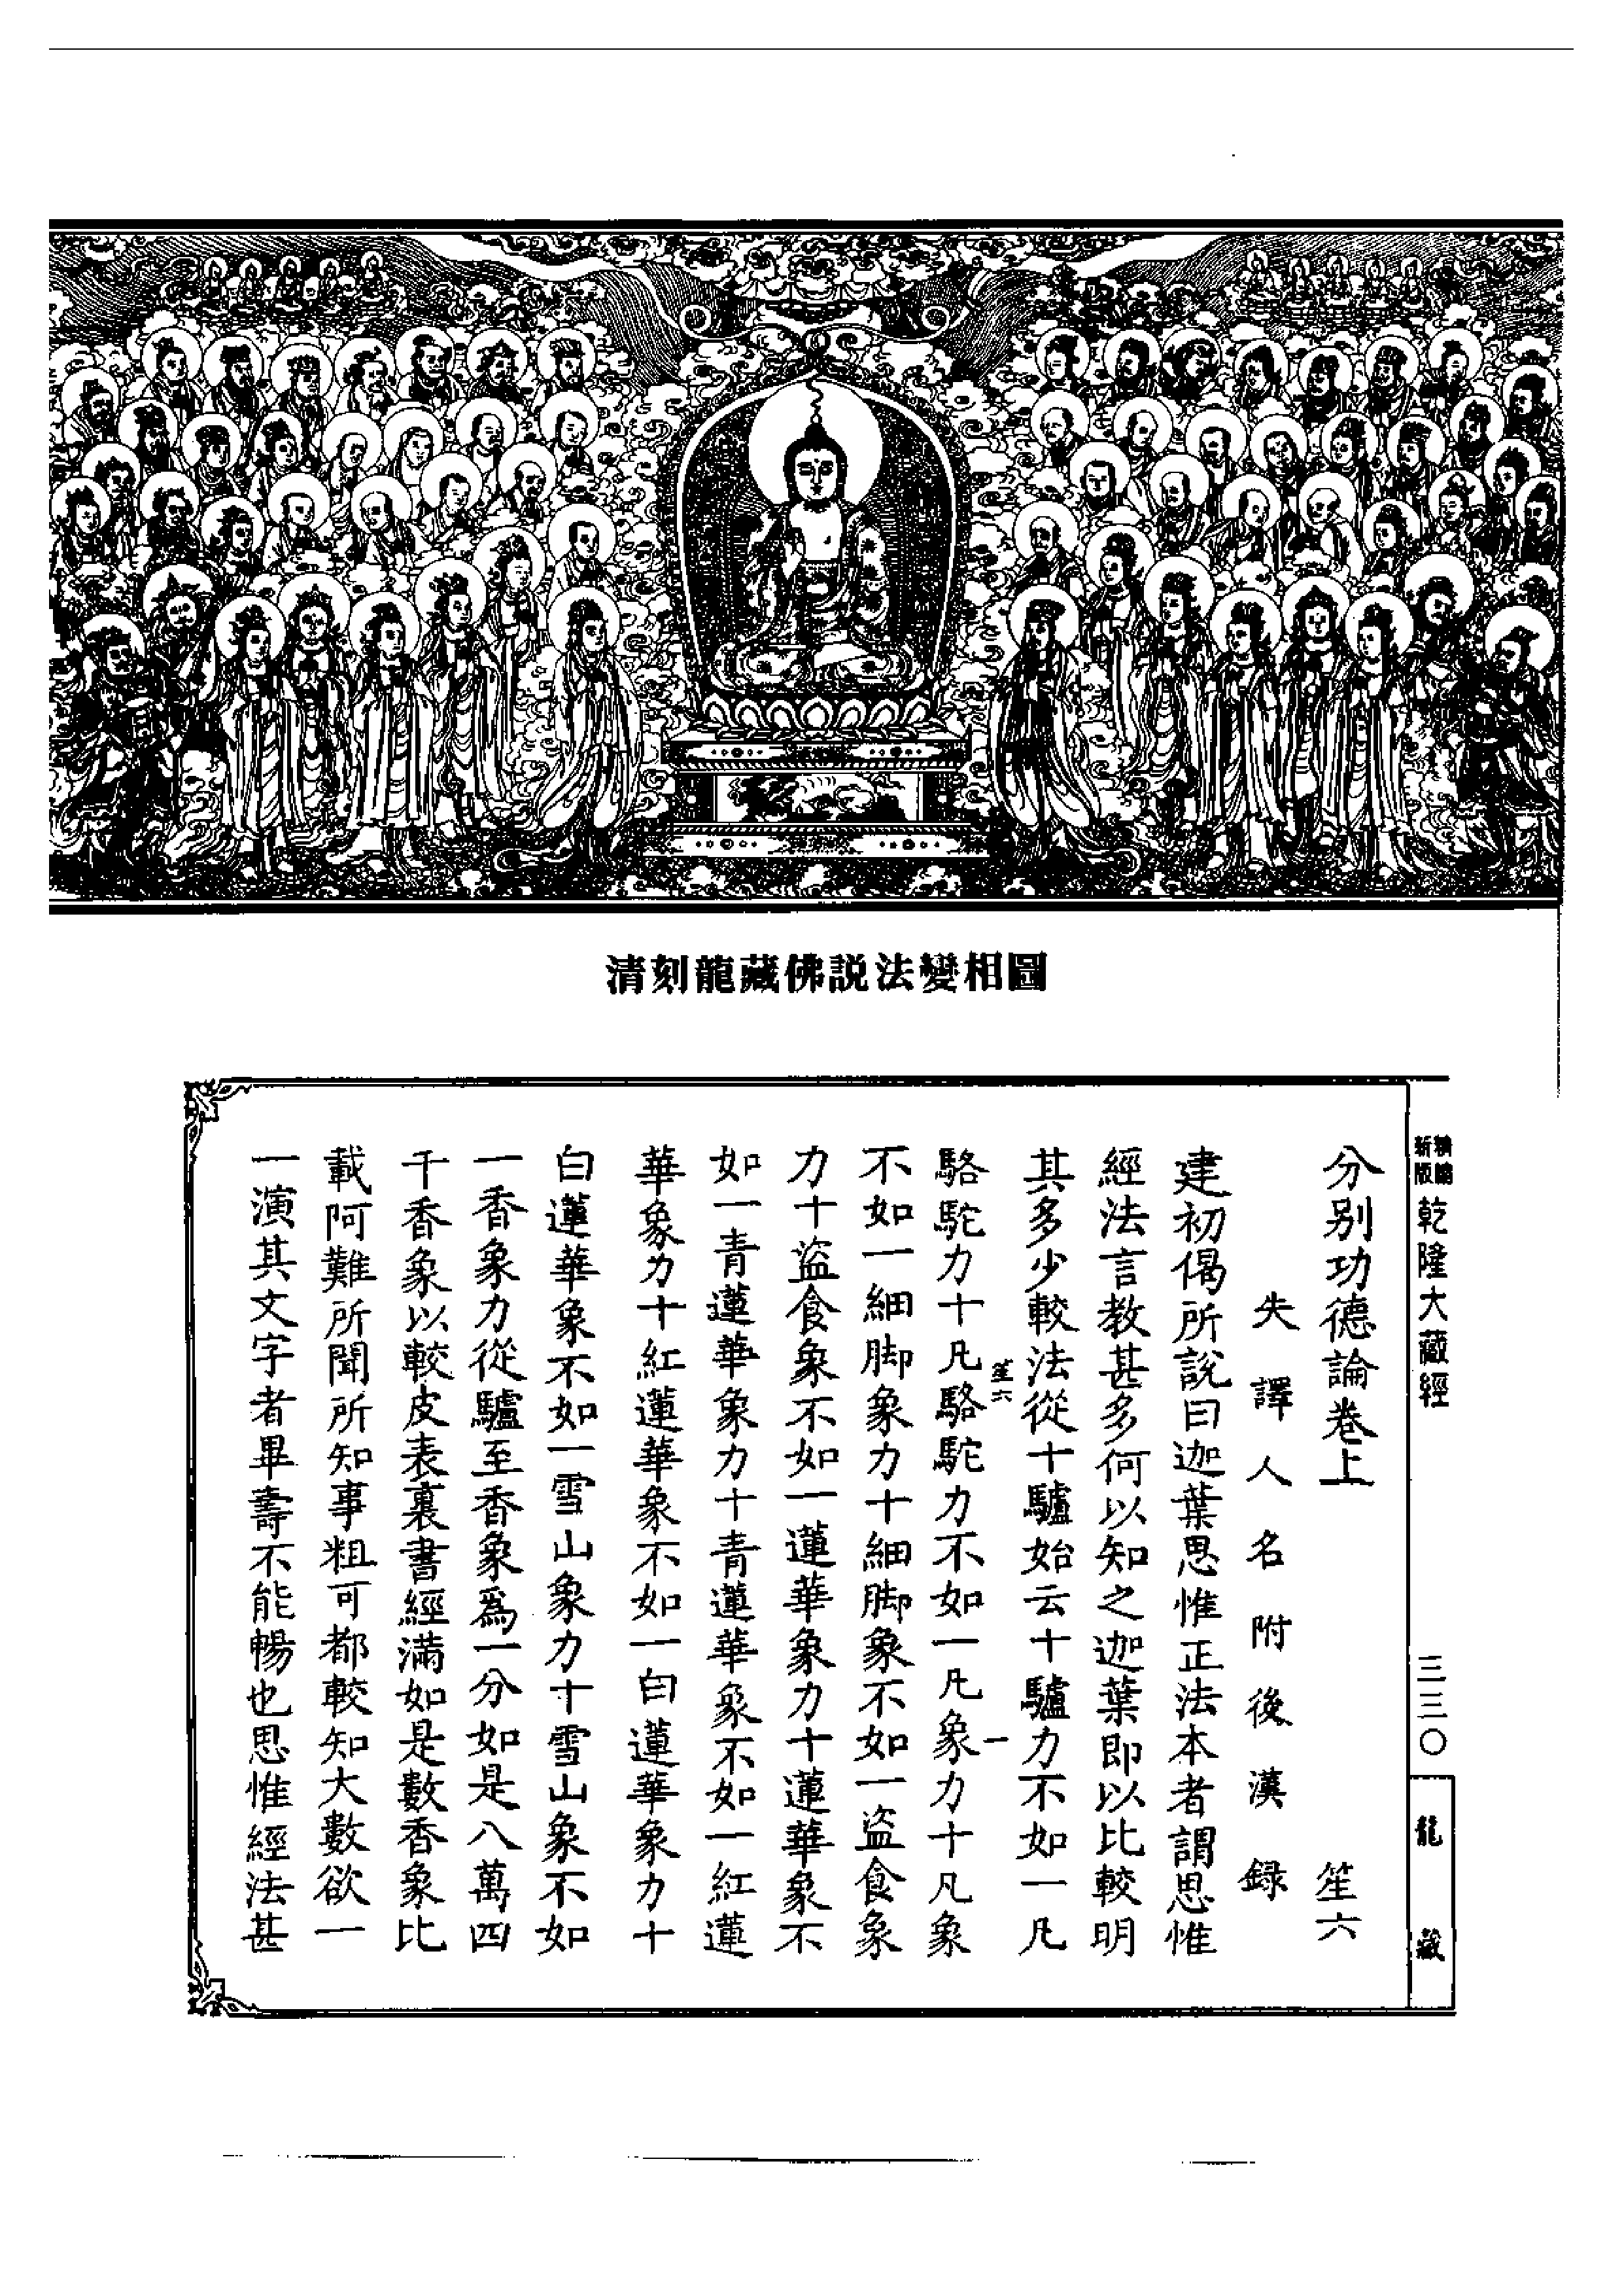 清刻龍藏佛説法變相圖
新版
精編
乾隆大藏經
三三〇
龍藏
分别功德論卷上 笙六
失譯人名附後漢録
建初偈所説曰迦葉思惟正法本者謂思惟
經法言教甚多何以知之迦葉即以比較明
其多少較法從十驢始云十驢力不如一凡
笙六 一
駱駝力十凡駱駝力不如一凡象力十凡象
不如一細脚象力十細脚象不如一盜食象
力十盜食象不如一蓮華象力十蓮華象不
如一青蓮華象力十青蓮華象不如一紅蓮
華象力十紅蓮華象不如一白蓮華象力十
白蓮華象不如一雪山象力十雪山象不如
一香象力從驢至香象爲一分如是八萬四
千香象以較皮表裏書經滿如是數香象比
載阿難所聞所知事粗可都較知大數欲一
一演其文字者畢壽不能暢也思惟經法甚